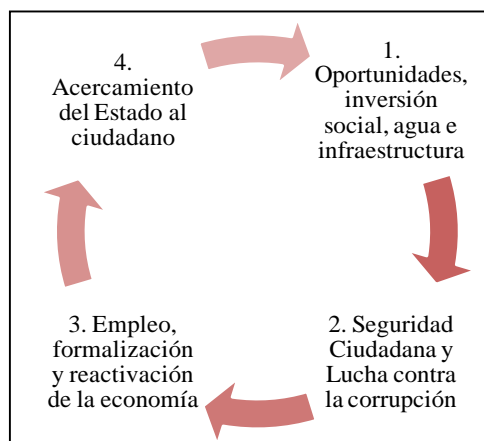 1.
Oportunidades,
inversión
social, agua e
infraestructura
2. Seguridad
Ciudadana y
Lucha contra
la corrupción
3. Empleo,
formalización
y reactivación
de la economía
4.
Acercamiento
del Estado al
ciudadano